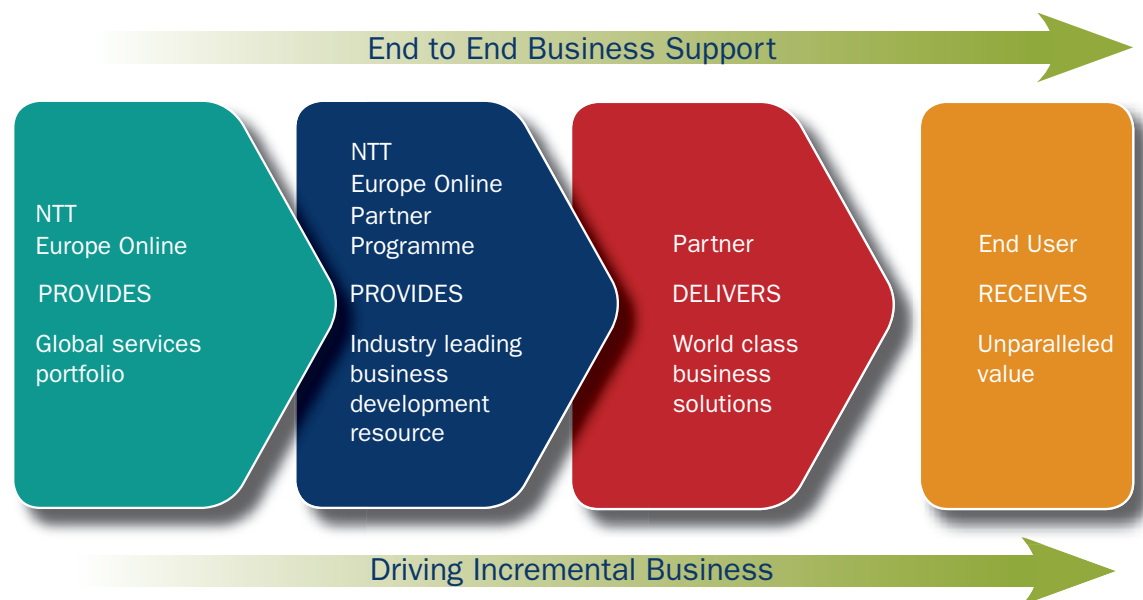 End to End Business Support
NTT
Europe Online
PROVIDES
Global services
portfolio
NTT
Europe Online
Partner
Programme
PROVIDES
Industry leading
business
development
resource
Partner
DELIVERS
World class
business
solutions
End User
RECEIVES
Unparalleled
value
Driving Incremental Business